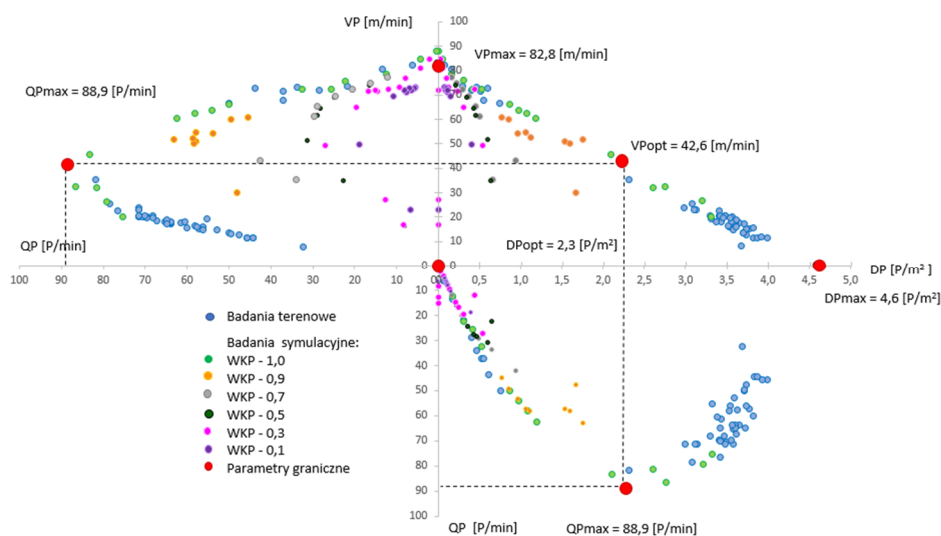 VP [m/min]
100
90
80
70
60
50
40
30
20
10
0
VPmax = 82,8 [m/min]
QPmax = 88,9 [P/min]
VPopt = 42,6 [m/min]
DPopt = 2,3 [P/m²]
QP [P/min]
100 90 80 70 60 50 40 30 20 10 0
0,5 1,0 1,5 2,0 2,5 3,0 3,5 4,0 4,5 5,0
DP [P/m² ]
DPmax = 4,6 [P/m²]
10
20
30
40
50
60
70
80
90
100
Badania terenowe
Badania symulacyjne:
WKP - 1,0
WKP - 0,9
WKP - 0,7
WKP - 0,5
WKP - 0,3
WKP - 0,1
Parametry graniczne
QP [P/min]
QPmax = 88,9 [P/min]